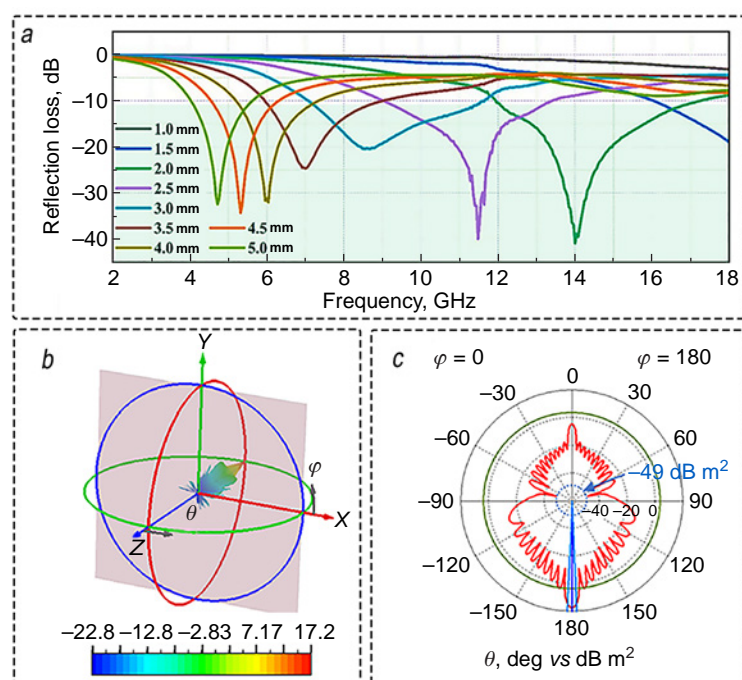 a
Reflection loss, dB
0
−10
−20
−30
−40
1.0 mm
1.5 mm
2.0 mm
2.5 mm
3.0 mm
3.5 mm 4.5 mm
4.0 mm 5.0 mm
2 4 6 8 10 12 14 16 18
Frequency, GHz
b
Y
φ
X
θ
Z
−22.8 −12.8 −2.83 7.17 17.2
c
φ = 0 φ = 180
0
−30 30
−60 60
−49 dB m²
−90 −40 −20 0 90
−120 120
−150 150
180
θ, deg vs dB m²